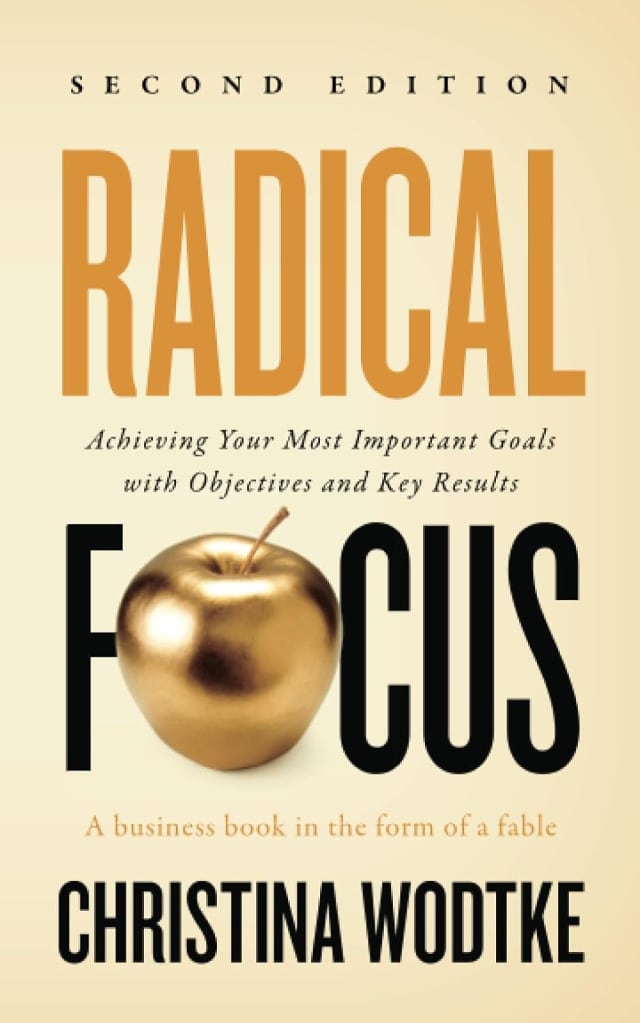 SECOND EDITION
RADICAL
Achieving Your Most Important Goals
with Objectives and Key Results
FOCUS
A business book in the form of a fable
CHRISTINA WODTKE